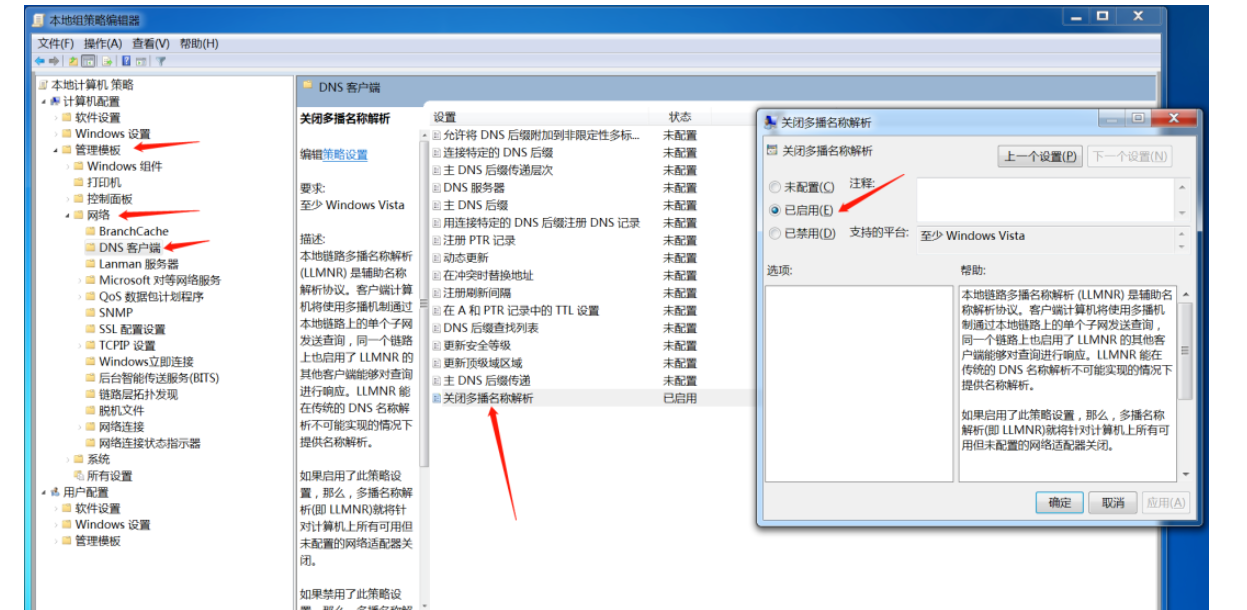 本地组策略编辑器
文件(F) 操作(A) 查看(V) 帮助(H)
本地计算机 策略
计算机配置
软件设置
Windows 设置
管理模板
Windows 组件
打印机
控制面板
网络
BranchCache
DNS 客户端
Lanman 服务器
Microsoft 对等网络服务
QoS 数据包计划程序
SNMP
SSL 配置设置
TCPIP 设置
Windows立即连接
后台智能传送服务(BITS)
链路层拓扑发现
脱机文件
网络连接
网络连接状态指示器
系统
所有设置
用户配置
软件设置
Windows 设置
管理模板
DNS 客户端
关闭多播名称解析
编辑策略设置
要求:
至少 Windows Vista
描述:
本地链路多播名称解析
(LLMNR) 是辅助名称
解析协议。客户端计算
机将使用多播机制通过
本地链路上的单个子网
发送查询，同一个链路
上也启用了 LLMNR 的
其他客户端能够对查询
进行响应。LLMNR 能
在传统的 DNS 名称解
析不可能实现的情况下
提供名称解析。
如果启用了此策略设
置，那么，多播名称解
析(即 LLMNR)就将针
对计算机上所有可用但
未配置的网络适配器关
闭。
如果禁用了此策略设
置，那么，多播名称解
设置 状态
允许将 DNS 后缀附加到非限定性多标... 未配置
连接特定的 DNS 后缀 未配置
主 DNS 后缀传递层次 未配置
DNS 服务器 未配置
主 DNS 后缀 未配置
用连接特定的 DNS 后缀注册 DNS 记录 未配置
注册 PTR 记录 未配置
动态更新 未配置
在冲突时替换地址 未配置
注册刷新间隔 未配置
在 A 和 PTR 记录中的 TTL 设置 未配置
DNS 后缀查找列表 未配置
更新安全等级 未配置
更新顶级域区域 未配置
主 DNS 后缀传递 未配置
关闭多播名称解析 已启用
关闭多播名称解析
关闭多播名称解析
上一个设置(P) 下一个设置(N)
未配置(C) 注释:
已启用(E)
已禁用(D) 支持的平台: 至少 Windows Vista
选项: 帮助:
本地链路多播名称解析 (LLMNR) 是辅助名
称解析协议。客户端计算机将使用多播机
制通过本地链路上的单个子网发送查询，
同一个链路上也启用了 LLMNR 的其他客
户端能够对查询进行响应。LLMNR 能在
传统的 DNS 名称解析不可能实现的情况下
提供名称解析。
如果启用了此策略设置，那么，多播名称
解析(即 LLMNR)就将针对计算机上所有可
用但未配置的网络适配器关闭。
确定 取消 应用(A)